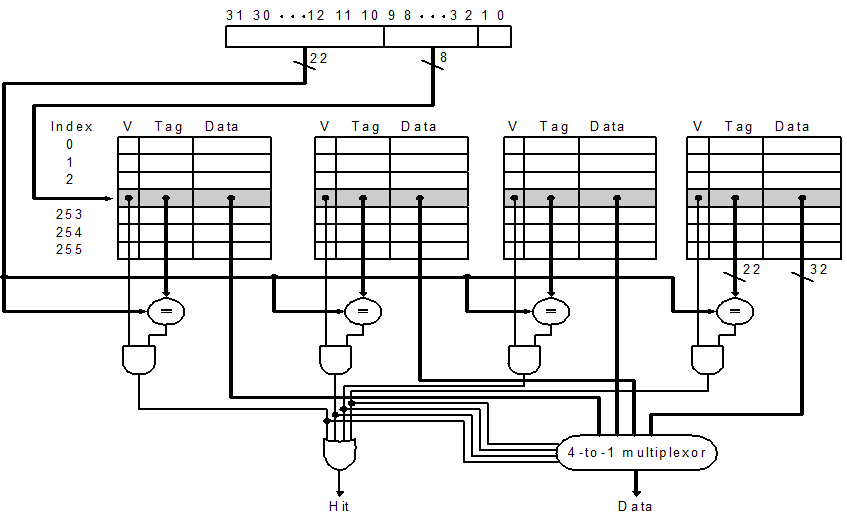 31 30 ...12 11 10 9 8 ...3 2 1 0
22 8
Index V Tag Data V Tag Data V Tag Data V Tag Data
0
1
2
253
254
255
22 32
= = = =
4-to-1 multiplexor
Hit Data